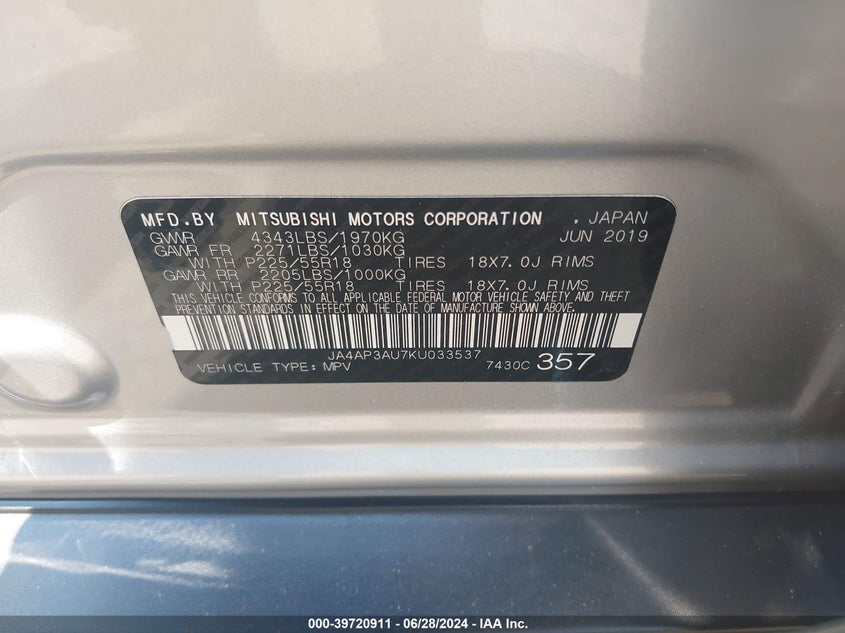 MFD.BY MITSUBISHI MOTORS CORPORATION . JAPAN
GVWR 4343LBS/1970KG JUN 2019
GAWR FR 2271LBS/1030KG
WITH P225/55R18 TIRES 18X7.0J RIMS
GAWR RR 2205LBS/1000KG
WITH P225/55R18 TIRES 18X7.0J RIMS
THIS VEHICLE CONFORMS TO ALL APPLICABLE FEDERAL MOTOR VEHICLE SAFETY AND THEFT
PREVENTION STANDARDS IN EFFECT ON THE DATE OF MANUFACTURE SHOWN ABOVE.
JA4AP3AU7KU033537
VEHICLE TYPE: MPV 7430C 357
000-39720911 / 06/28/2024 - IAA Inc.